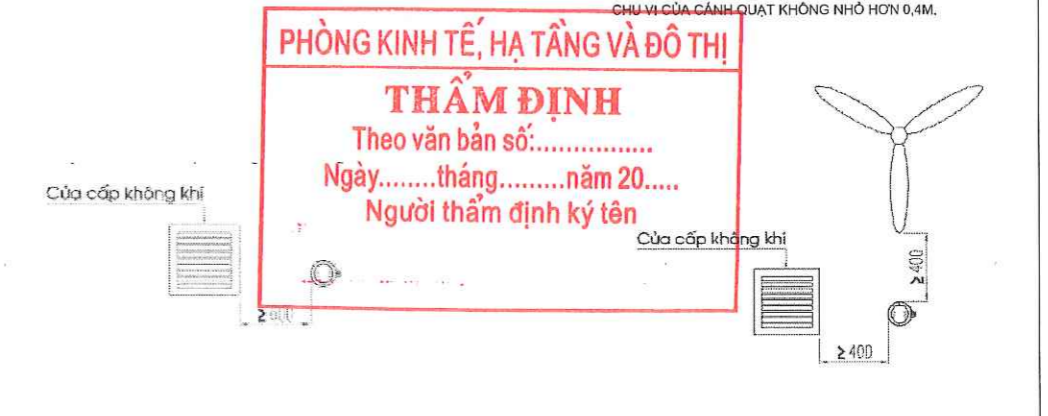 CHU VI CỦA CÁNH QUẠT KHÔNG NHỎ HƠN 0,4M.
PHÒNG KINH TẾ, HẠ TẦNG VÀ ĐÔ THỊ
THẨM ĐỊNH
Theo văn bản số:.................
Ngày........tháng.........năm 20.....
Người thẩm định ký tên
Cửa cấp không khí
Cửa cấp không khí
≥400
≥400